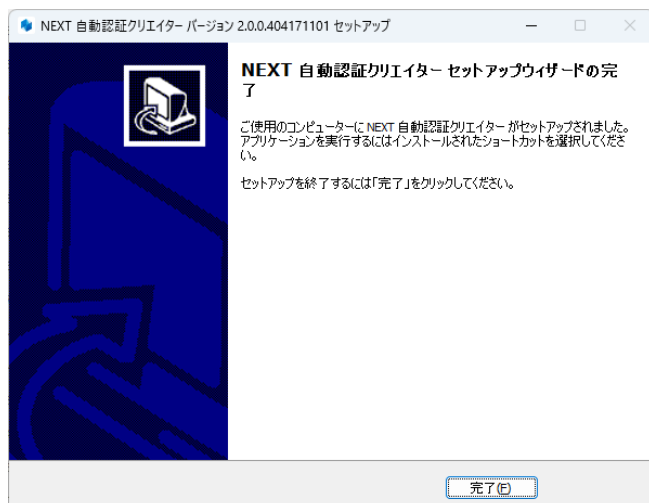 NEXT 自動認証クリエイター バージョン 2.0.0.404171101 セットアップ
NEXT 自動認証クリエイター セットアップウィザードの完
了
ご使用のコンピューターに NEXT 自動認証クリエイター がセットアップされました。
アプリケーションを実行するにはインストールされたショートカットを選択してくださ
い。
セットアップを終了するには「完了」をクリックしてください。
完了(F)